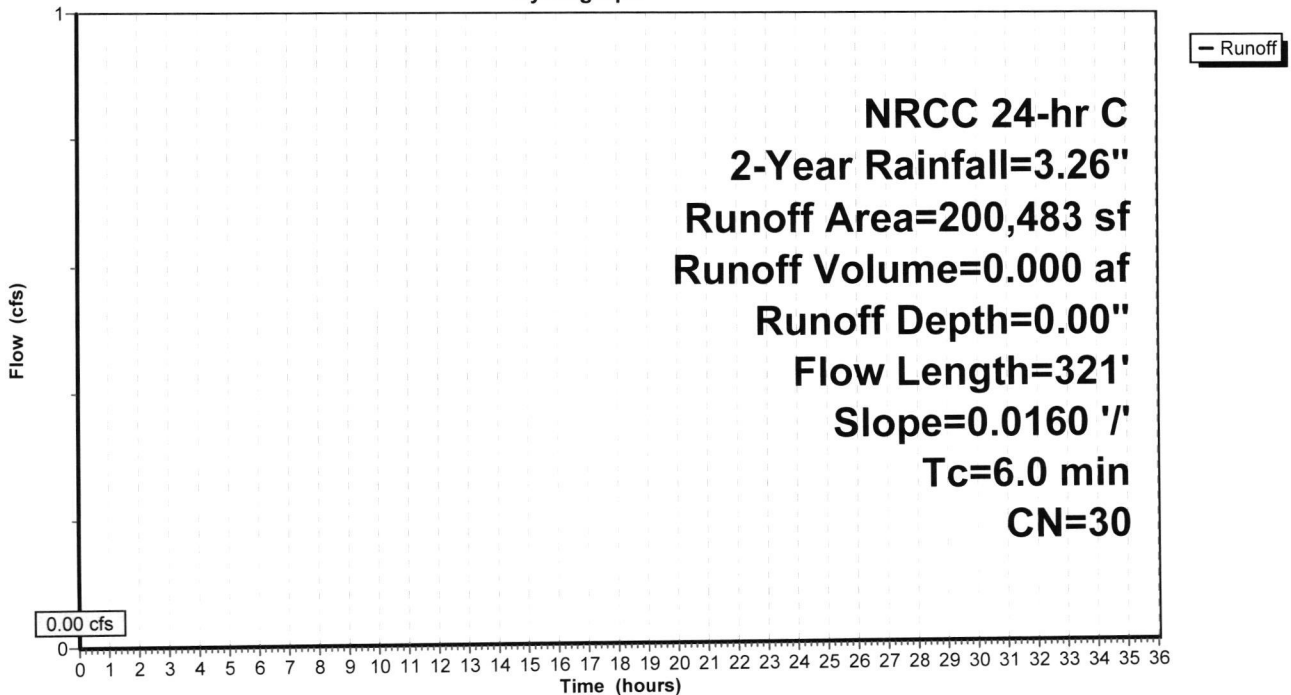 1
Runoff
NRCC 24-hr C
2-Year Rainfall=3.26"
Runoff Area=200,483 sf
Runoff Volume=0.000 af
Runoff Depth=0.00"
Flow Length=321'
Slope=0.0160 '/'
Tc=6.0 min
CN=30
Flow (cfs)
0.00 cfs
0
0 1 2 3 4 5 6 7 8 9 10 11 12 13 14 15 16 17 18 19 20 21 22 23 24 25 26 27 28 29 30 31 32 33 34 35 36
Time (hours)